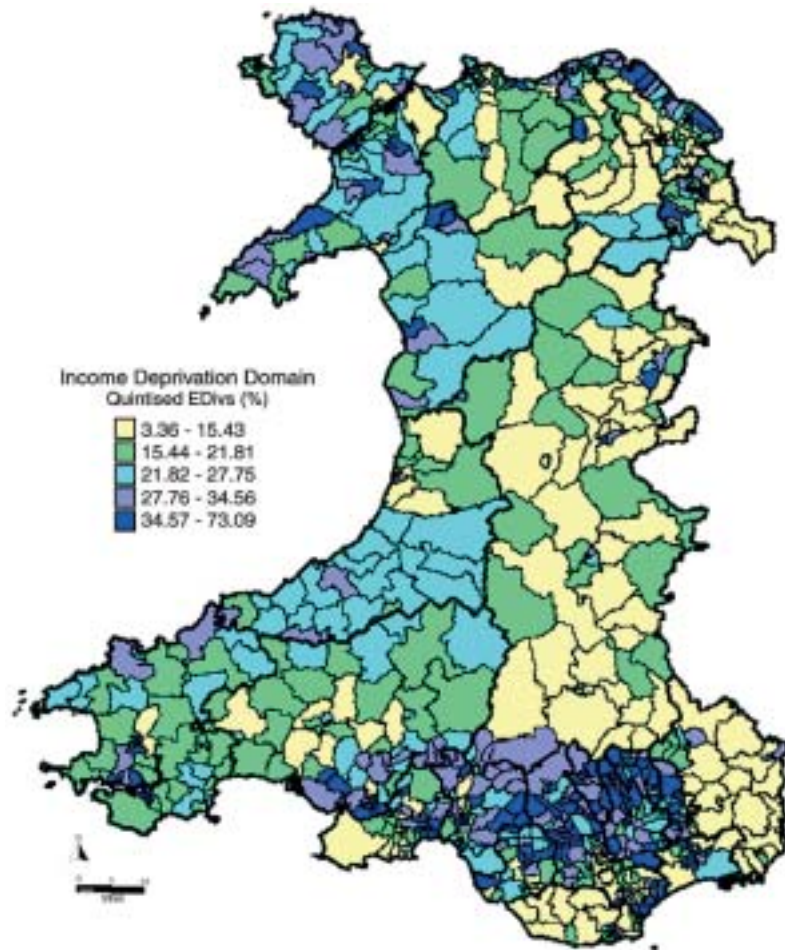 Income Deprivation Domain
Quintised EDivs (%)
3.36 - 15.43
15.44 - 21.81
21.82 - 27.75
27.76 - 34.56
34.57 - 73.09